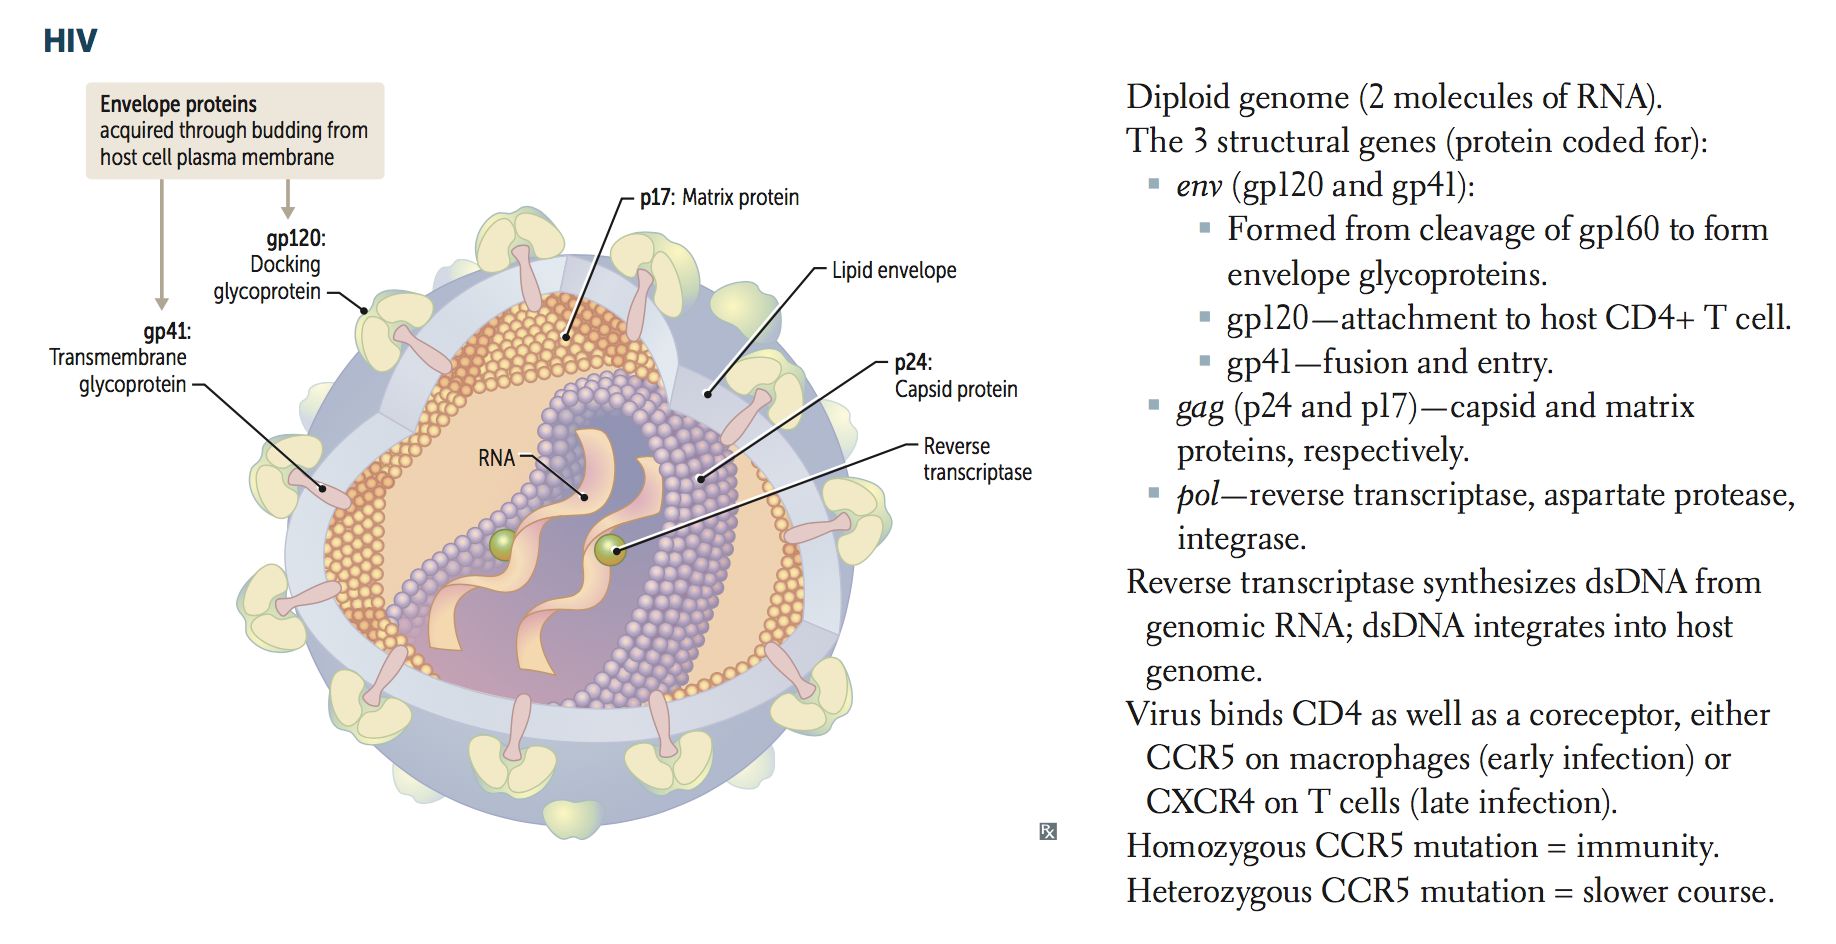 HIV
Envelope proteins
acquired through budding from
host cell plasma membrane
gp120:
Docking
glycoprotein
gp41:
Transmembrane
glycoprotein
p17: Matrix protein
Lipid envelope
p24:
Capsid protein
Reverse
transcriptase
RNA
Rx
Diploid genome (2 molecules of RNA).
The 3 structural genes (protein coded for):
▪ env (gp120 and gp41):
▪ Formed from cleavage of gp160 to form
envelope glycoproteins.
▪ gp120—attachment to host CD4+ T cell.
▪ gp41—fusion and entry.
▪ gag (p24 and p17)—capsid and matrix
proteins, respectively.
▪ pol—reverse transcriptase, aspartate protease,
integrase.
Reverse transcriptase synthesizes dsDNA from
genomic RNA; dsDNA integrates into host
genome.
Virus binds CD4 as well as a coreceptor, either
CCR5 on macrophages (early infection) or
CXCR4 on T cells (late infection).
Homozygous CCR5 mutation = immunity.
Heterozygous CCR5 mutation = slower course.